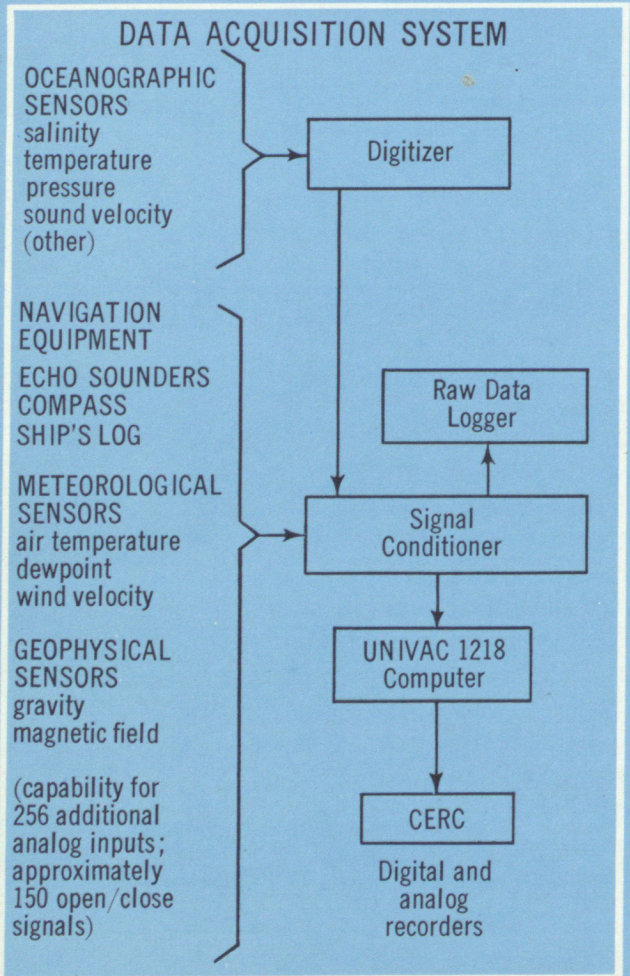 DATA ACQUISITION SYSTEM
OCEANOGRAPHIC
SENSORS
salinity
temperature
pressure
sound velocity
(other)
Digitizer
NAVIGATION
EQUIPMENT
ECHO SOUNDERS
COMPASS
SHIP'S LOG
Raw Data
Logger
METEOROLOGICAL
SENSORS
air temperature
dewpoint
wind velocity
Signal
Conditioner
GEOPHYSICAL
SENSORS
gravity
magnetic field
UNIVAC 1218
Computer
(capability for
256 additional
analog inputs;
approximately
150 open/close
signals)
CERC
Digital and
analog
recorders